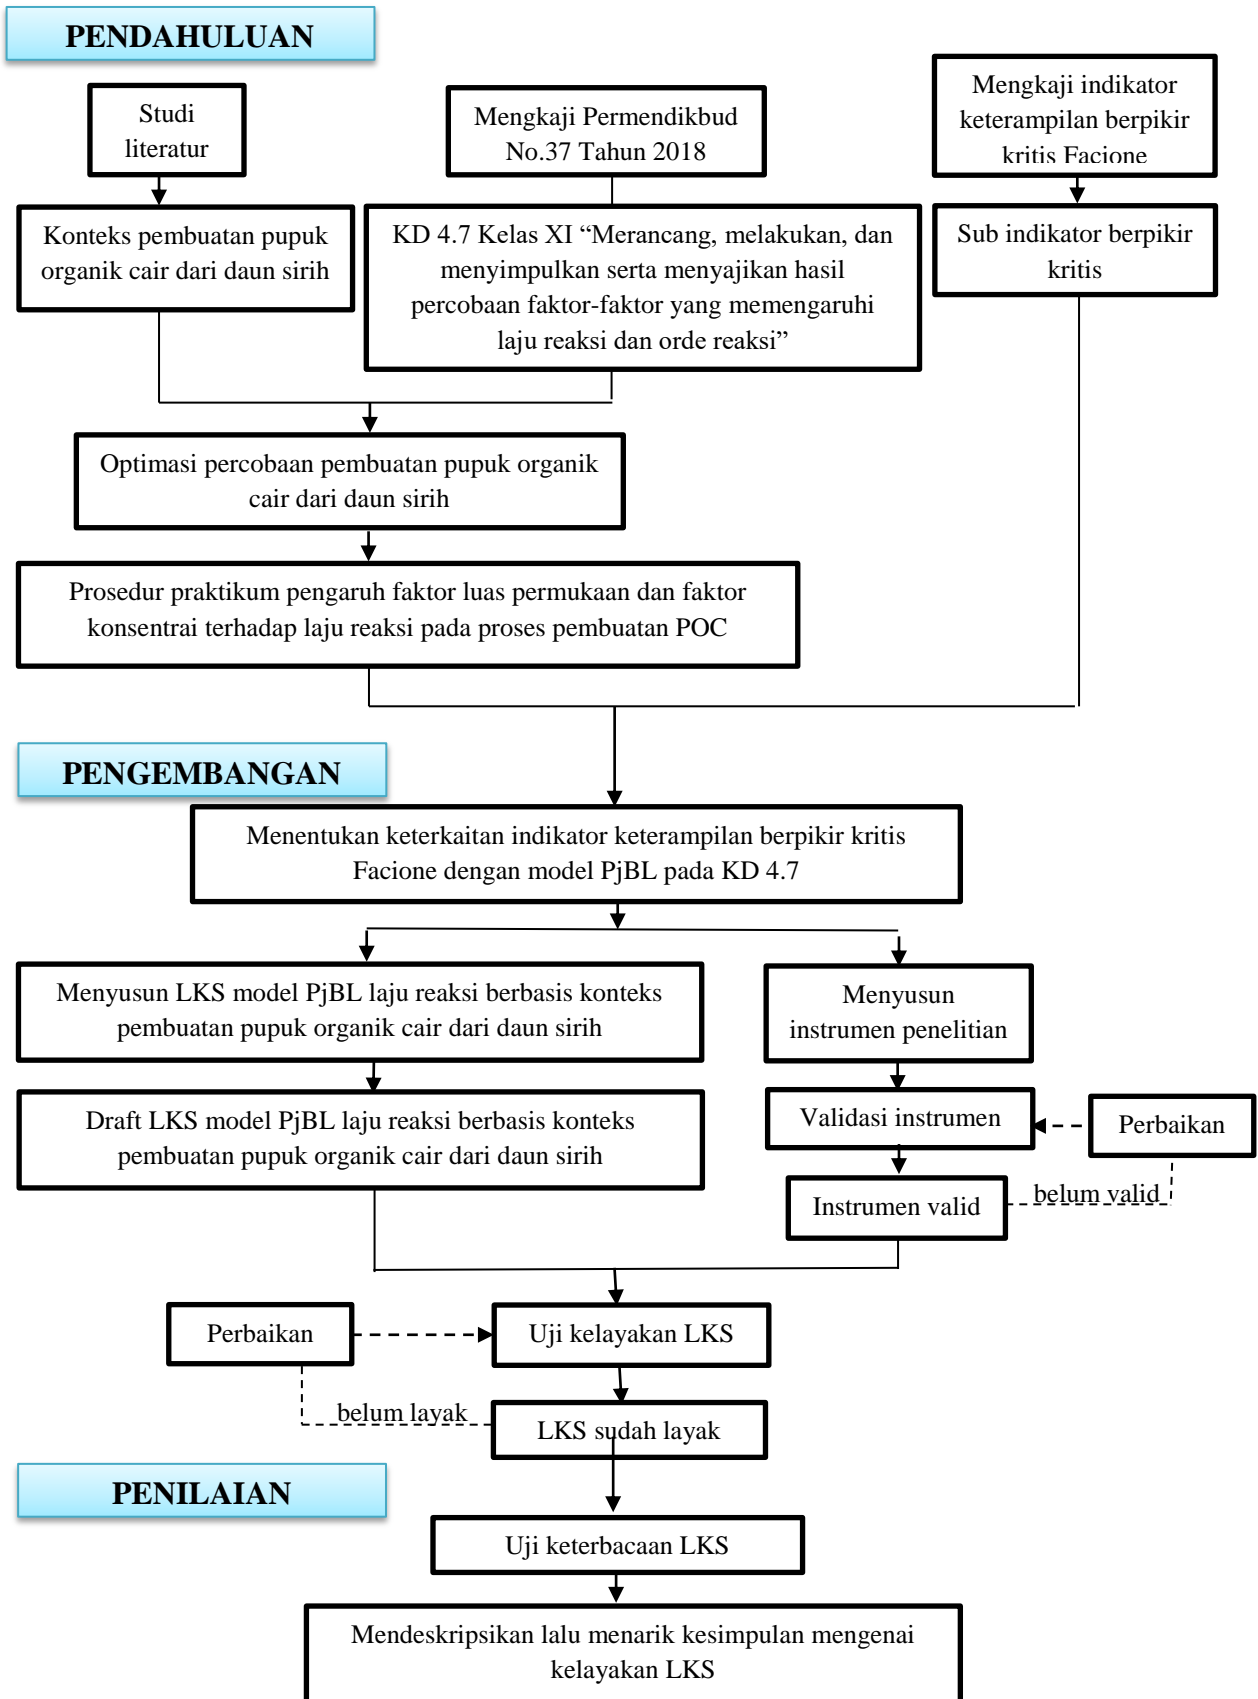 PENDAHULUAN
Studi
literatur
Mengkaji Permendikbud
No.37 Tahun 2018
Mengkaji indikator
keterampilan berpikir
kritis Facione
Konteks pembuatan pupuk
organik cair dari daun sirih
KD 4.7 Kelas XI “Merancang, melakukan, dan
menyimpulkan serta menyajikan hasil
percobaan faktor-faktor yang memengaruhi
laju reaksi dan orde reaksi”
Sub indikator berpikir
kritis
Optimasi percobaan pembuatan pupuk organik
cair dari daun sirih
Prosedur praktikum pengaruh faktor luas permukaan dan faktor
konsentrai terhadap laju reaksi pada proses pembuatan POC
PENGEMBANGAN
Menentukan keterkaitan indikator keterampilan berpikir kritis
Facione dengan model PjBL pada KD 4.7
Menyusun LKS model PjBL laju reaksi berbasis konteks
pembuatan pupuk organik cair dari daun sirih
Menyusun
instrumen penelitian
Draft LKS model PjBL laju reaksi berbasis konteks
pembuatan pupuk organik cair dari daun sirih
Validasi instrumen
Perbaikan
Instrumen valid
belum valid
Perbaikan
Uji kelayakan LKS
belum layak
LKS sudah layak
PENILAIAN
Uji keterbacaan LKS
Mendeskripsikan lalu menarik kesimpulan mengenai
kelayakan LKS